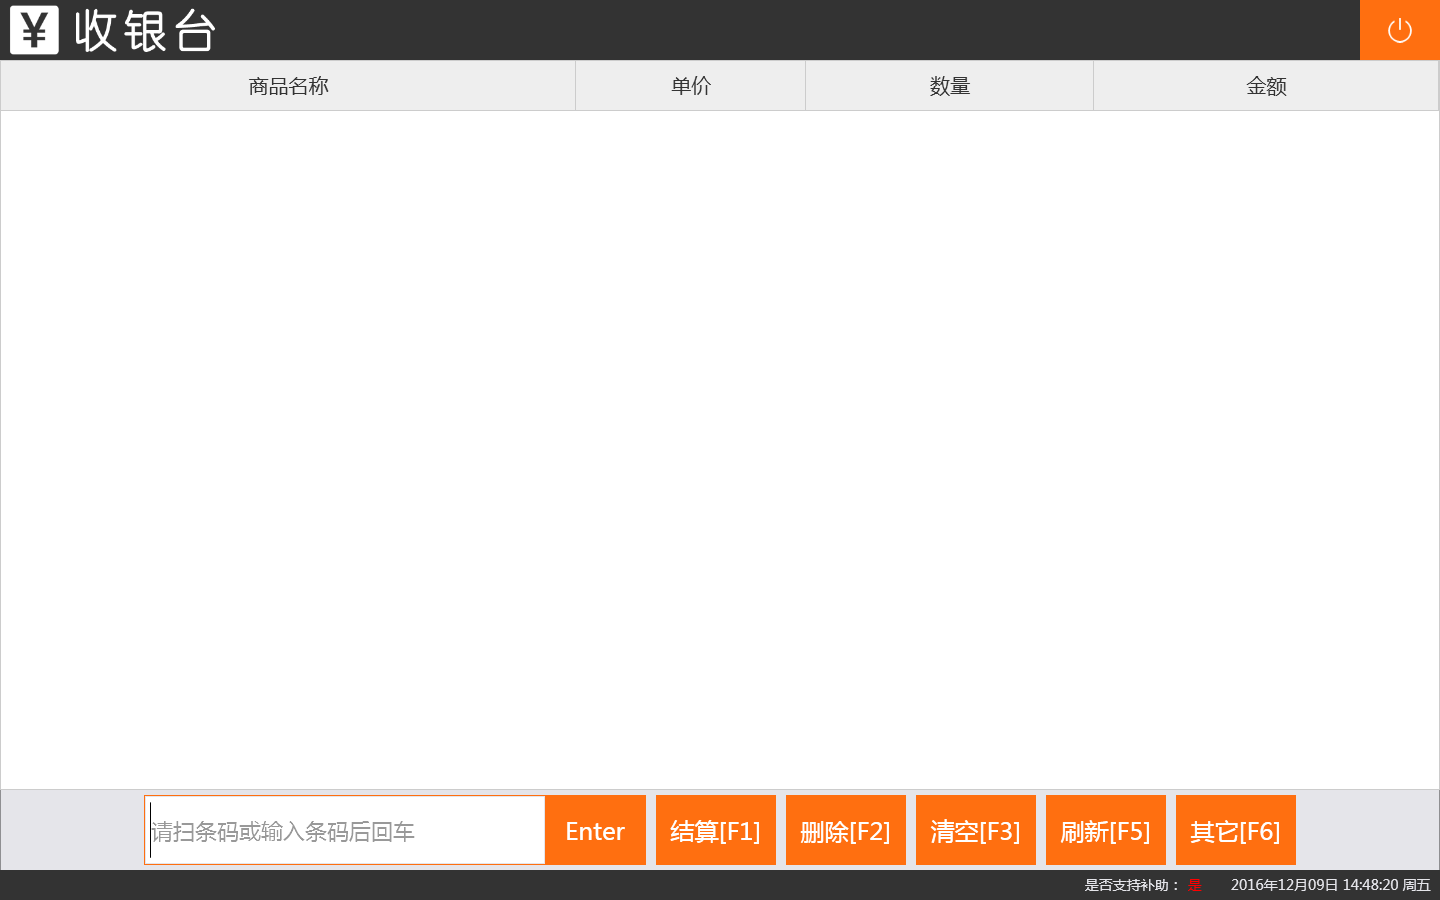 ¥ 收银台
商品名称 单价 数量 金额
请扫条码或输入条码后回车 Enter 结算[F1] 删除[F2] 清空[F3] 刷新[F5] 其它[F6]
是否支持补助： 是 2016年12月09日 14:48:20 周五